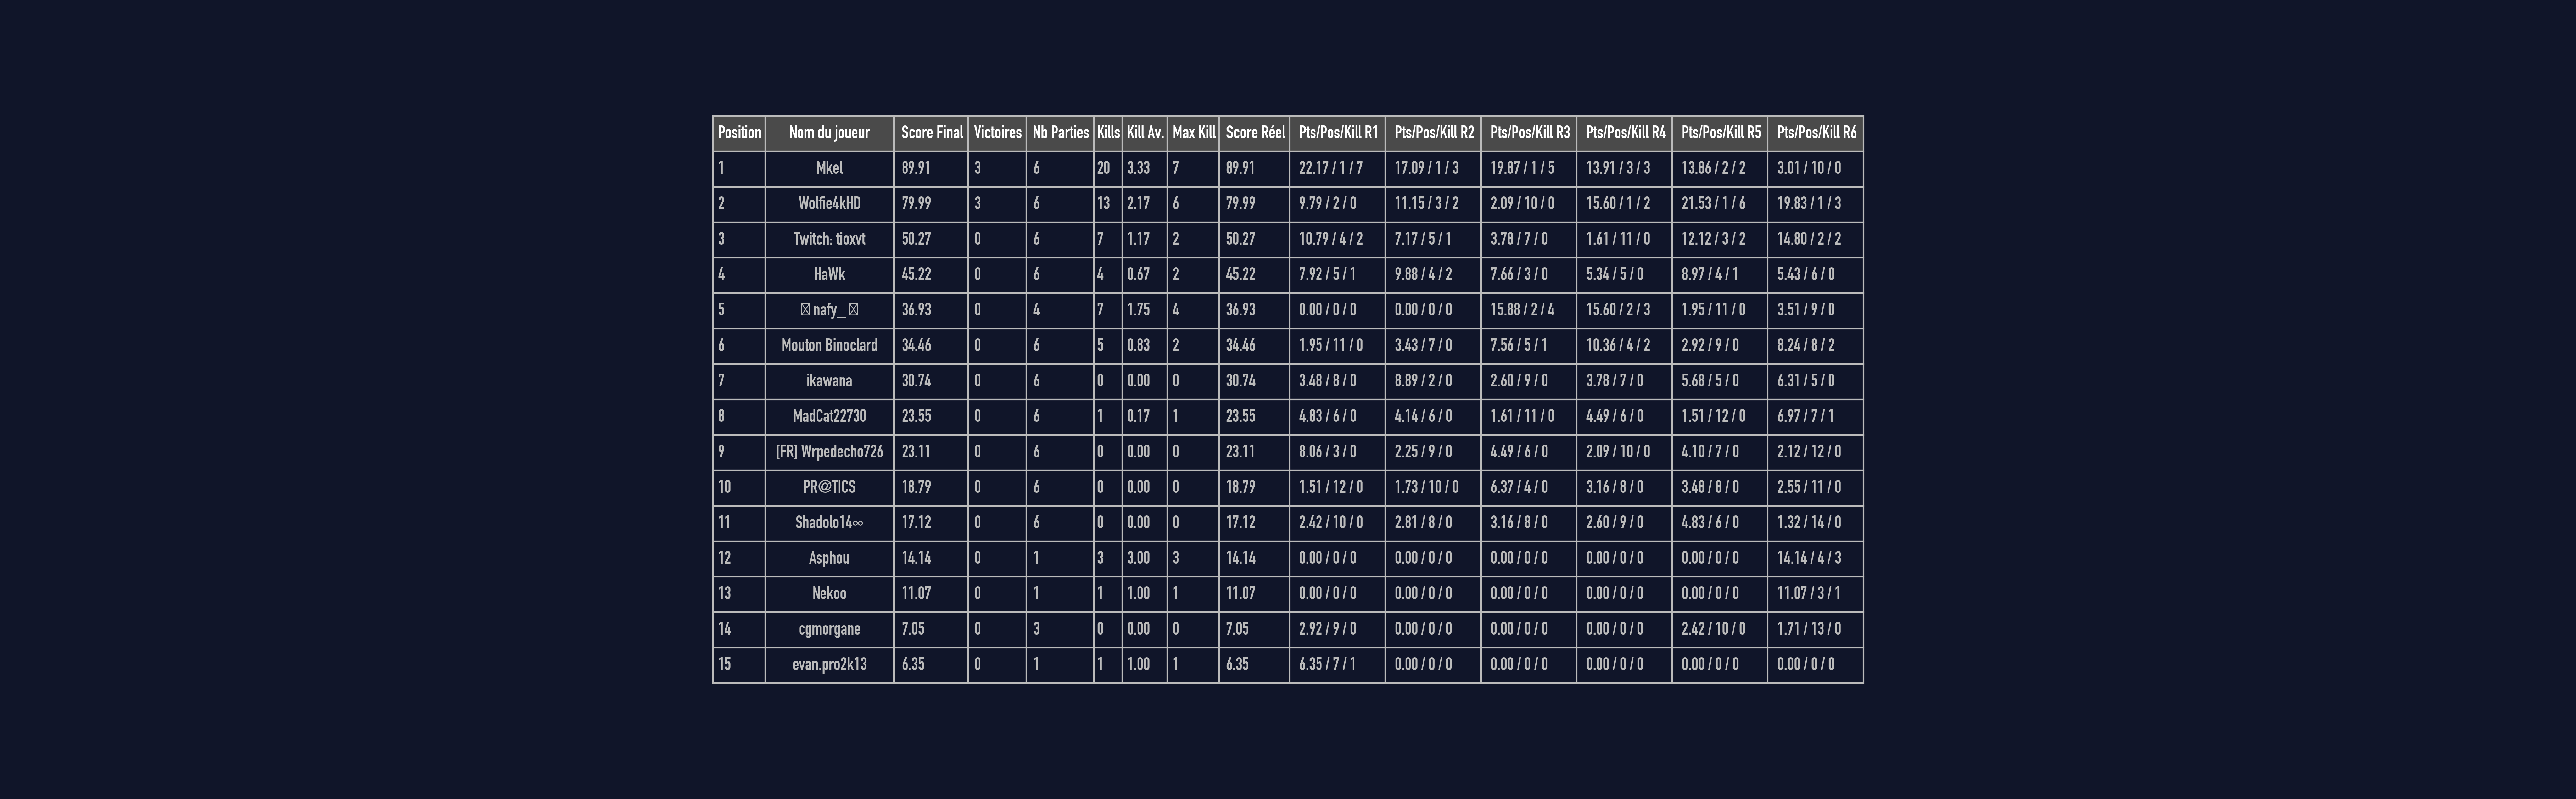 Position Nom du joueur Score Final Victoires Nb Parties Kills Kill Av. Max Kill Score Réel Pts/Pos/Kill R1 Pts/Pos/Kill R2 Pts/Pos/Kill R3 Pts/Pos/Kill R4 Pts/Pos/Kill R5 Pts/Pos/Kill R6
1 Mkel 89.91 3 6 20 3.33 7 89.91 22.17 / 1 / 7 17.09 / 1 / 3 19.87 / 1 / 5 13.91 / 3 / 3 13.86 / 2 / 2 3.01 / 10 / 0
2 Wolfie4kHD 79.99 3 6 13 2.17 6 79.99 9.79 / 2 / 0 11.15 / 3 / 2 2.09 / 10 / 0 15.60 / 1 / 2 21.53 / 1 / 6 19.83 / 1 / 3
3 Twitch: tioxvt 50.27 0 6 7 1.17 2 50.27 10.79 / 4 / 2 7.17 / 5 / 1 3.78 / 7 / 0 1.61 / 11 / 0 12.12 / 3 / 2 14.80 / 2 / 2
4 HaWk 45.22 0 6 4 0.67 2 45.22 7.92 / 5 / 1 9.88 / 4 / 2 7.66 / 3 / 0 5.34 / 5 / 0 8.97 / 4 / 1 5.43 / 6 / 0
5 nafy_ 36.93 0 4 7 1.75 4 36.93 0.00 / 0 / 0 0.00 / 0 / 0 15.88 / 2 / 4 15.60 / 2 / 3 1.95 / 11 / 0 3.51 / 9 / 0
6 Mouton Binoclard 34.46 0 6 5 0.83 2 34.46 1.95 / 11 / 0 3.43 / 7 / 0 7.56 / 5 / 1 10.36 / 4 / 2 2.92 / 9 / 0 8.24 / 8 / 2
7 ikawana 30.74 0 6 0 0.00 0 30.74 3.48 / 8 / 0 8.89 / 2 / 0 2.60 / 9 / 0 3.78 / 7 / 0 5.68 / 5 / 0 6.31 / 5 / 0
8 MadCat22730 23.55 0 6 1 0.17 1 23.55 4.83 / 6 / 0 4.14 / 6 / 0 1.61 / 11 / 0 4.49 / 6 / 0 1.51 / 12 / 0 6.97 / 7 / 1
9 [FR] Wrpedecho726 23.11 0 6 0 0.00 0 23.11 8.06 / 3 / 0 2.25 / 9 / 0 4.49 / 6 / 0 2.09 / 10 / 0 4.10 / 7 / 0 2.12 / 12 / 0
10 PR@TICS 18.79 0 6 0 0.00 0 18.79 1.51 / 12 / 0 1.73 / 10 / 0 6.37 / 4 / 0 3.16 / 8 / 0 3.48 / 8 / 0 2.55 / 11 / 0
11 Shadolo14∞ 17.12 0 6 0 0.00 0 17.12 2.42 / 10 / 0 2.81 / 8 / 0 3.16 / 8 / 0 2.60 / 9 / 0 4.83 / 6 / 0 1.32 / 14 / 0
12 Asphou 14.14 0 1 3 3.00 3 14.14 0.00 / 0 / 0 0.00 / 0 / 0 0.00 / 0 / 0 0.00 / 0 / 0 0.00 / 0 / 0 14.14 / 4 / 3
13 Nekoo 11.07 0 1 1 1.00 1 11.07 0.00 / 0 / 0 0.00 / 0 / 0 0.00 / 0 / 0 0.00 / 0 / 0 0.00 / 0 / 0 11.07 / 3 / 1
14 cgmorgane 7.05 0 3 0 0.00 0 7.05 2.92 / 9 / 0 0.00 / 0 / 0 0.00 / 0 / 0 0.00 / 0 / 0 2.42 / 10 / 0 1.71 / 13 / 0
15 evan.pro2k13 6.35 0 1 1 1.00 1 6.35 6.35 / 7 / 1 0.00 / 0 / 0 0.00 / 0 / 0 0.00 / 0 / 0 0.00 / 0 / 0 0.00 / 0 / 0